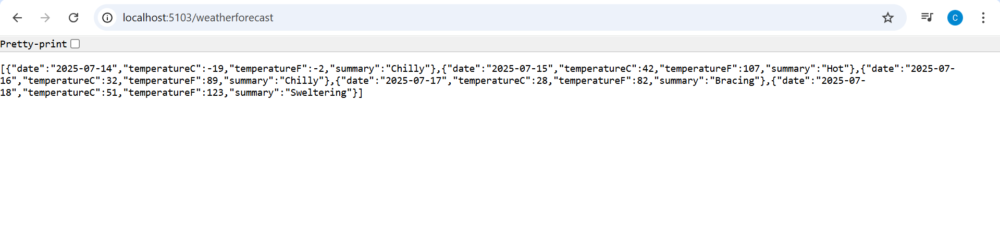 localhost:5103/weatherforecast
C
Pretty-print
[{"date":"2025-07-14","temperatureC":-19,"temperatureF":-2,"summary":"Chilly"},{"date":"2025-07-15","temperatureC":42,"temperatureF":107,"summary":"Hot"},{"date":"2025-07-
16","temperatureC":32,"temperatureF":89,"summary":"Chilly"},{"date":"2025-07-17","temperatureC":28,"temperatureF":82,"summary":"Bracing"},{"date":"2025-07-
18","temperatureC":51,"temperatureF":123,"summary":"Sweltering"}]